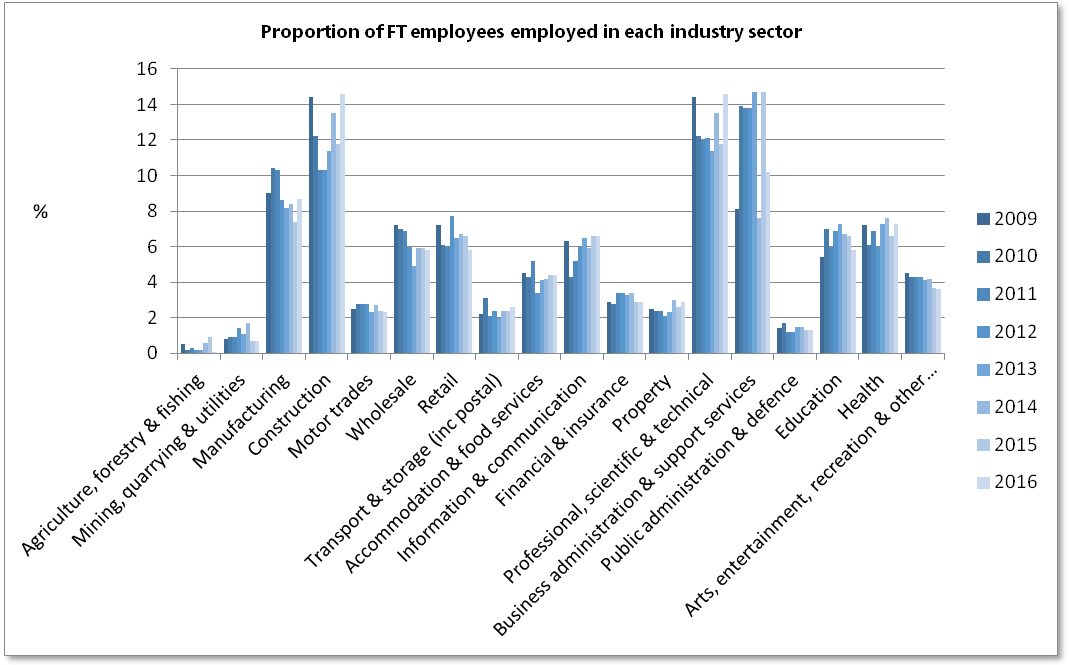 Proportion of FT employees employed in each industry sector
16
14
12
10
8
6
4
2
0
%
Agriculture, forestry & fishing
Mining, quarrying & utilities
Manufacturing
Construction
Motor trades
Wholesale
Retail
Transport & storage (inc postal)
Accommodation & food services
Information & communication
Financial & insurance
Property
Professional, scientific & technical
Business administration & support services
Public administration & defence
Education
Health
Arts, entertainment, recreation & other...
2009
2010
2011
2012
2013
2014
2015
2016